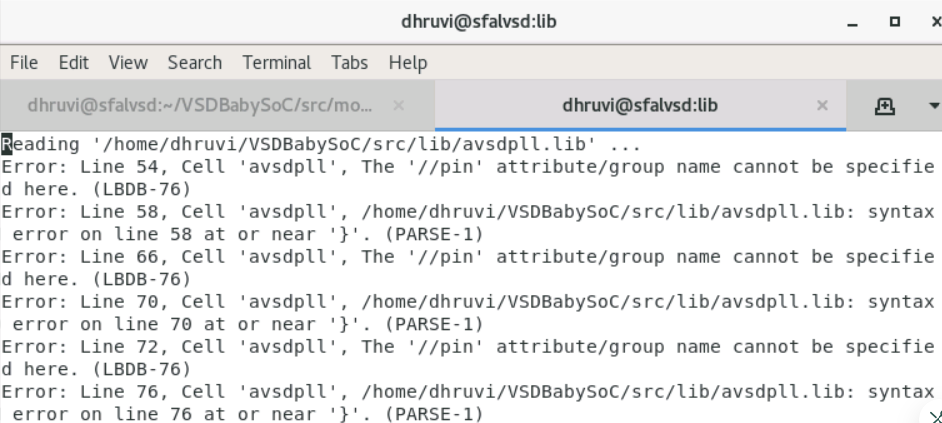 dhruvi@sfalvsd:lib
File Edit View Search Terminal Tabs Help
dhruvi@sfalvsd:~/VSDBabySoC/src/mo... × dhruvi@sfalvsd:lib ×
Reading '/home/dhruvi/VSDBabySoC/src/lib/avsdpll.lib' ...
Error: Line 54, Cell 'avsdpll', The '//pin' attribute/group name cannot be specifie
d here. (LBDB-76)
Error: Line 58, Cell 'avsdpll', /home/dhruvi/VSDBabySoC/src/lib/avsdpll.lib: syntax
 error on line 58 at or near '}'. (PARSE-1)
Error: Line 66, Cell 'avsdpll', The '//pin' attribute/group name cannot be specifie
d here. (LBDB-76)
Error: Line 70, Cell 'avsdpll', /home/dhruvi/VSDBabySoC/src/lib/avsdpll.lib: syntax
 error on line 70 at or near '}'. (PARSE-1)
Error: Line 72, Cell 'avsdpll', The '//pin' attribute/group name cannot be specifie
d here. (LBDB-76)
Error: Line 76, Cell 'avsdpll', /home/dhruvi/VSDBabySoC/src/lib/avsdpll.lib: syntax
 error on line 76 at or near '}'. (PARSE-1)